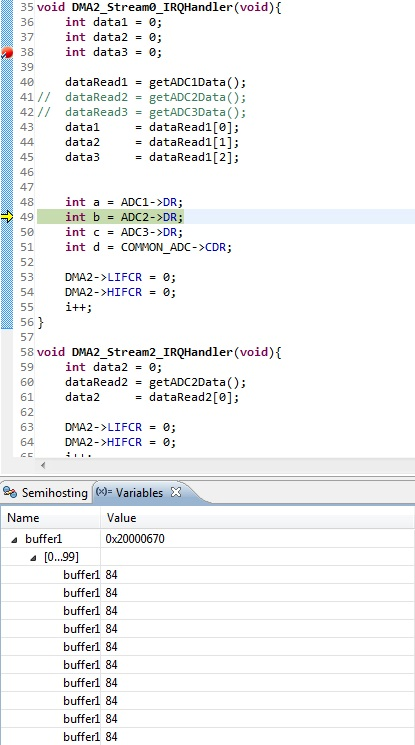 35 void DMA2_Stream0_IRQHandler(void){
36 int data1 = 0;
37 int data2 = 0;
38 int data3 = 0;
39
40 dataRead1 = getADC1Data();
41 // dataRead2 = getADC2Data();
42 // dataRead3 = getADC3Data();
43 data1 = dataRead1[0];
44 data2 = dataRead1[1];
45 data3 = dataRead1[2];
46
47
48 int a = ADC1->DR;
49 int b = ADC2->DR;
50 int c = ADC3->DR;
51 int d = COMMON_ADC->CDR;
52
53 DMA2->LIFCR = 0;
54 DMA2->HIFCR = 0;
55 i++;
56 }
57
58 void DMA2_Stream2_IRQHandler(void){
59 int data2 = 0;
60 dataRead2 = getADC2Data();
61 data2 = dataRead2[0];
62
63 DMA2->LIFCR = 0;
64 DMA2->HIFCR = 0;
65 i++;
Semihosting (x)= Variables
Name Value
buffer1 0x20000670
[0...99]
buffer1 84
buffer1 84
buffer1 84
buffer1 84
buffer1 84
buffer1 84
buffer1 84
buffer1 84
buffer1 84
buffer1 84